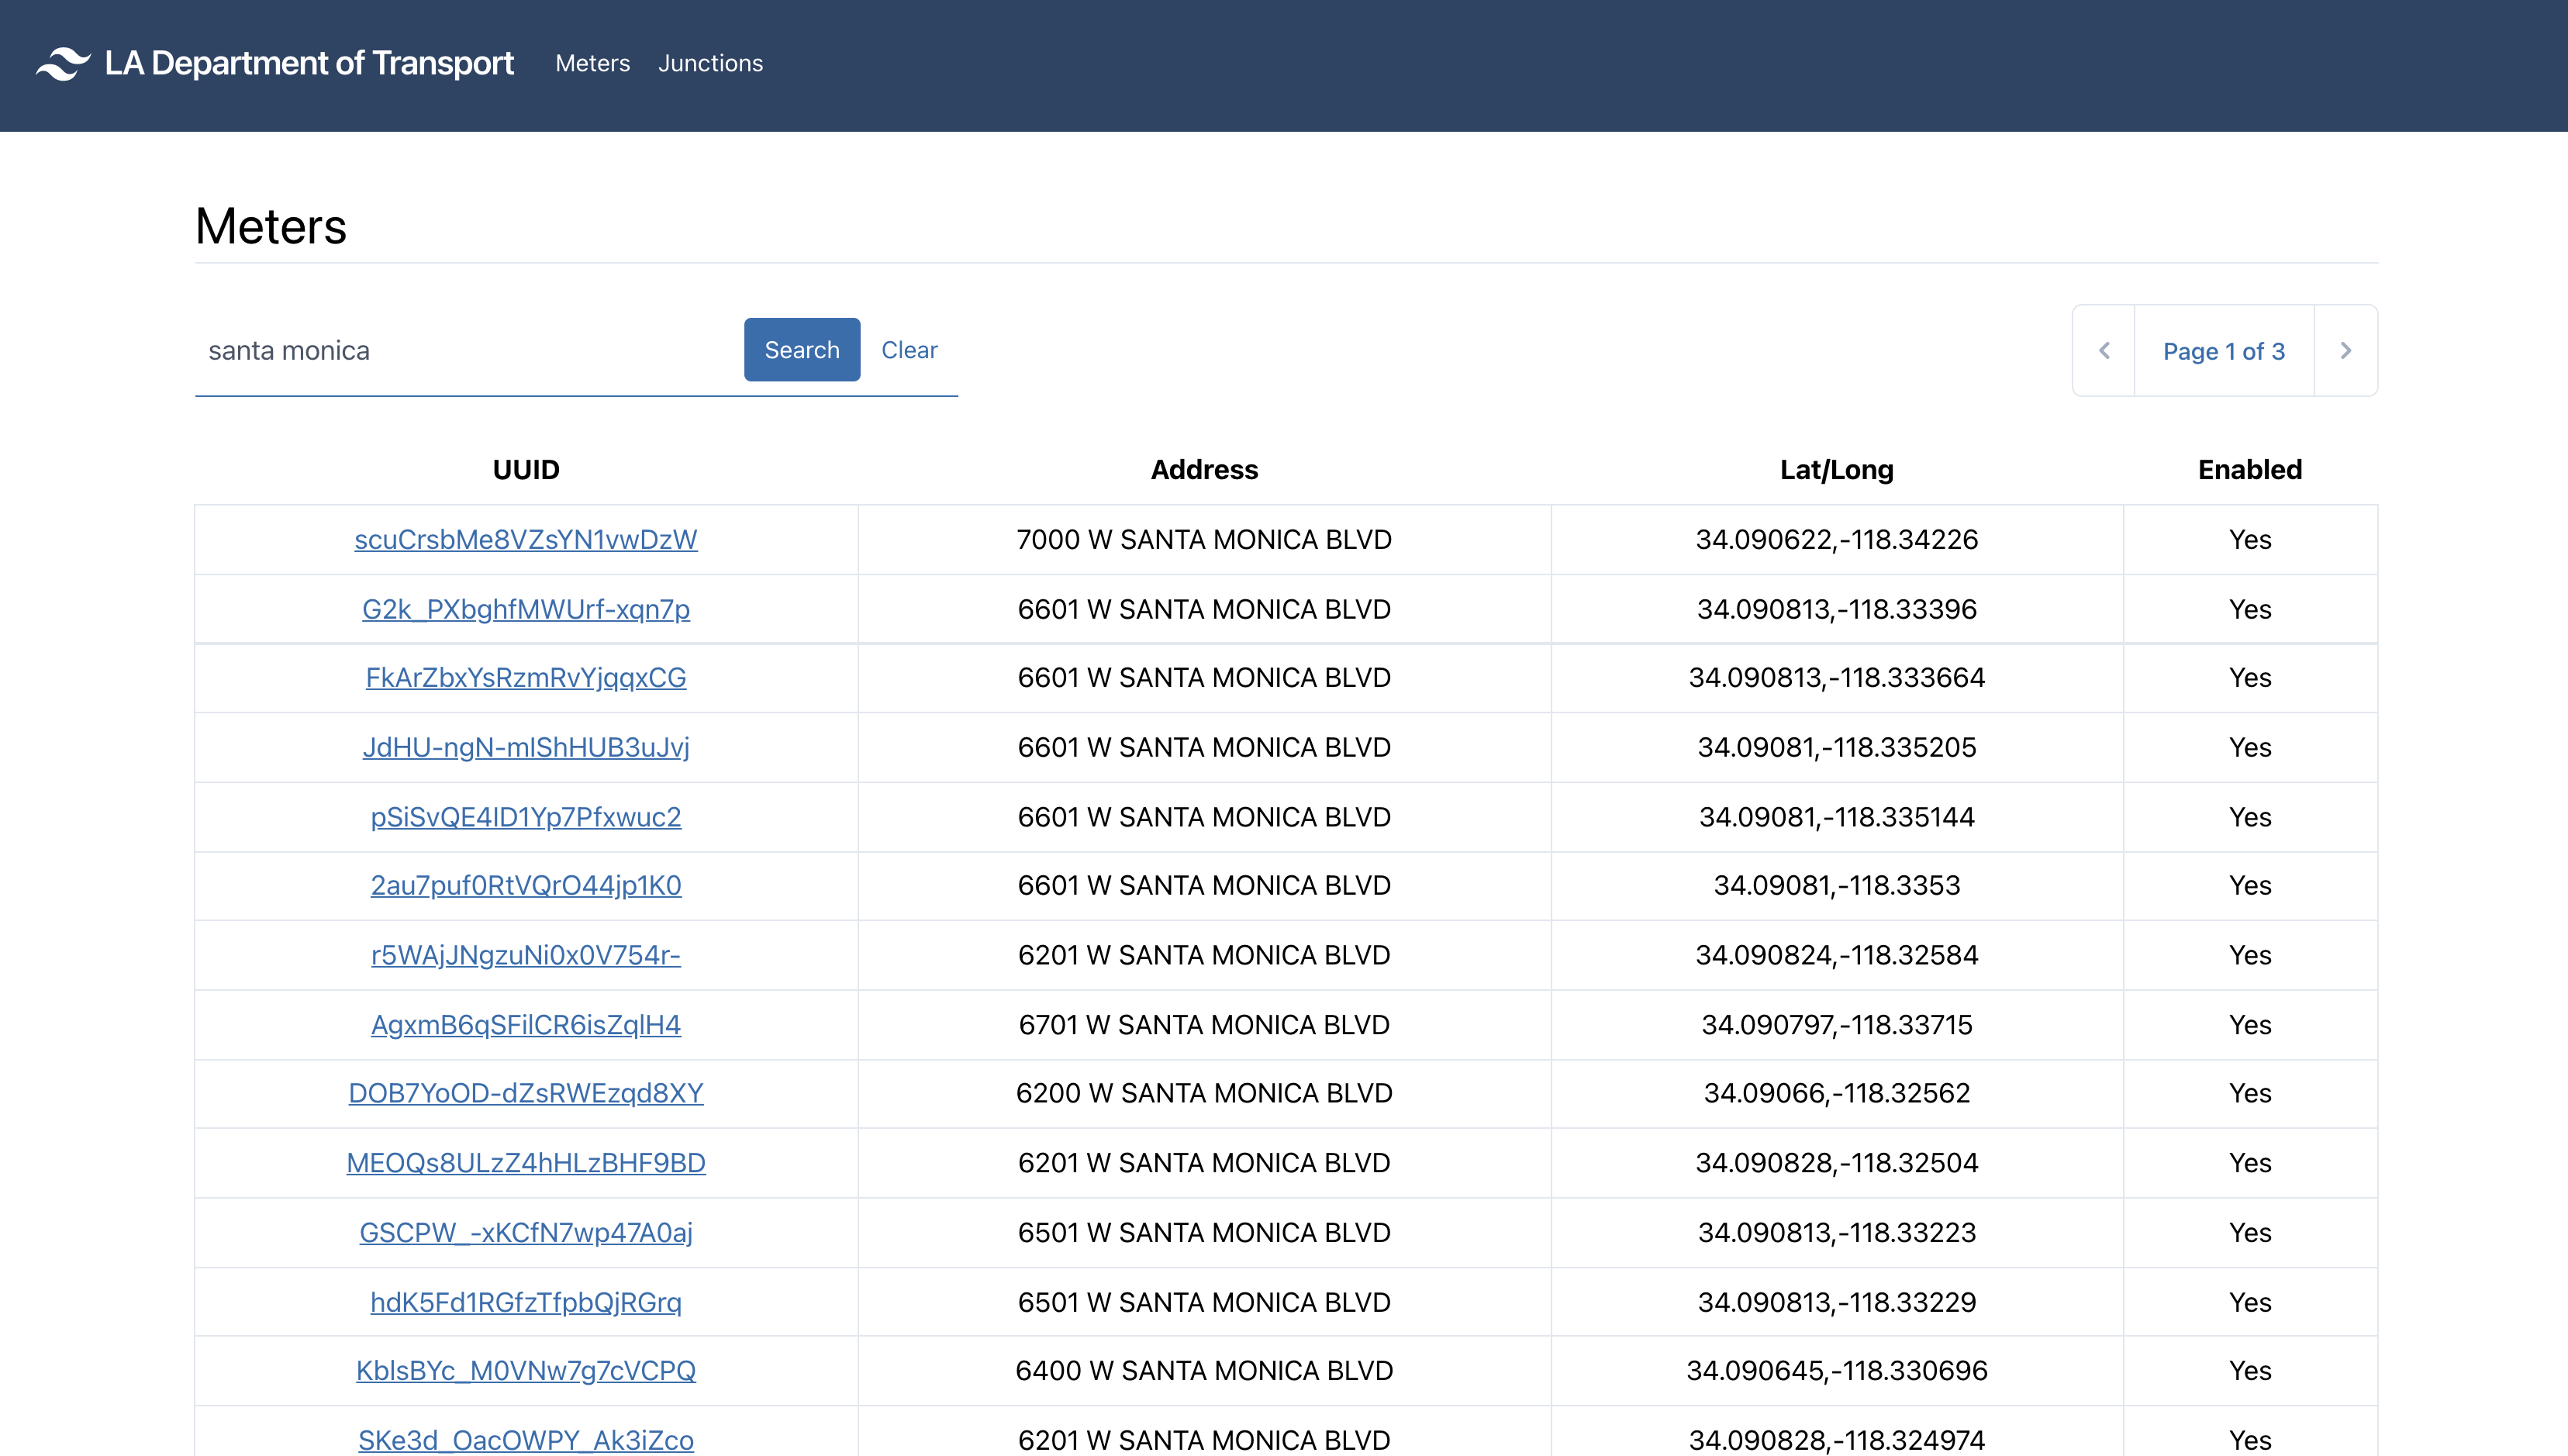 LA Department of Transport Meters Junctions
Meters
santa monica Search Clear Page 1 of 3
UUID Address Lat/Long Enabled
scuCrsbMe8VZsYN1vwDzW 7000 W SANTA MONICA BLVD 34.090622,-118.34226 Yes
G2k_PXbghfMWUrf-xqn7p 6601 W SANTA MONICA BLVD 34.090813,-118.33396 Yes
FkArZbxYsRzmRvYjqqxCG 6601 W SANTA MONICA BLVD 34.090813,-118.333664 Yes
JdHU-ngN-mlShHUB3uJvj 6601 W SANTA MONICA BLVD 34.09081,-118.335205 Yes
pSiSvQE4lD1Yp7Pfxwuc2 6601 W SANTA MONICA BLVD 34.09081,-118.335144 Yes
2au7puf0RtVQrO44jp1K0 6601 W SANTA MONICA BLVD 34.09081,-118.3353 Yes
r5WAjJNgzuNi0x0V754r- 6201 W SANTA MONICA BLVD 34.090824,-118.32584 Yes
AgxmB6qSFilCR6isZqlH4 6701 W SANTA MONICA BLVD 34.090797,-118.33715 Yes
DOB7YoOD-dZsRWEzqd8XY 6200 W SANTA MONICA BLVD 34.09066,-118.32562 Yes
MEOQs8ULzZ4hHLzBHF9BD 6201 W SANTA MONICA BLVD 34.090828,-118.32504 Yes
GSCPW_-xKCfN7wp47A0aj 6501 W SANTA MONICA BLVD 34.090813,-118.33223 Yes
hdK5Fd1RGfzTfpbQjRGrq 6501 W SANTA MONICA BLVD 34.090813,-118.33229 Yes
KblsBYc_M0VNw7g7cVCPQ 6400 W SANTA MONICA BLVD 34.090645,-118.330696 Yes
SKe3d_OacOWPY_Ak3iZco 6201 W SANTA MONICA BLVD 34.090828,-118.324974 Yes